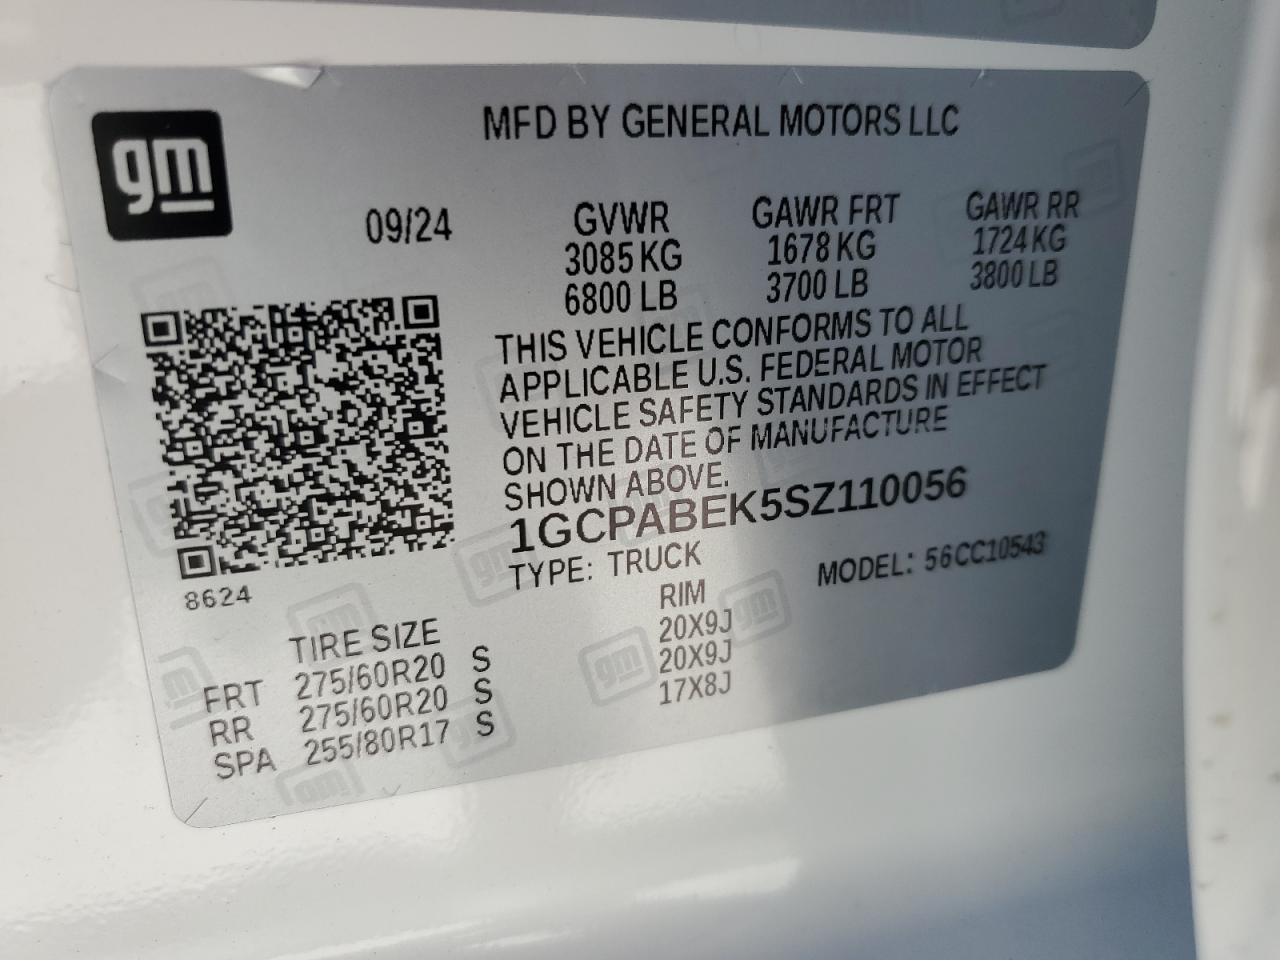 gm
MFD BY GENERAL MOTORS LLC
09/24 GVWR GAWR FRT GAWR RR
3085 KG 1678 KG 1724 KG
6800 LB 3700 LB 3800 LB
THIS VEHICLE CONFORMS TO ALL
APPLICABLE U.S. FEDERAL MOTOR
VEHICLE SAFETY STANDARDS IN EFFECT
ON THE DATE OF MANUFACTURE
SHOWN ABOVE.
1GCPABEK5SZ110056
TYPE: TRUCK MODEL: 56CC10543
8624
TIRE SIZE RIM
FRT 275/60R20 S 20X9J
RR 275/60R20 S 20X9J
SPA 255/80R17 S 17X8J